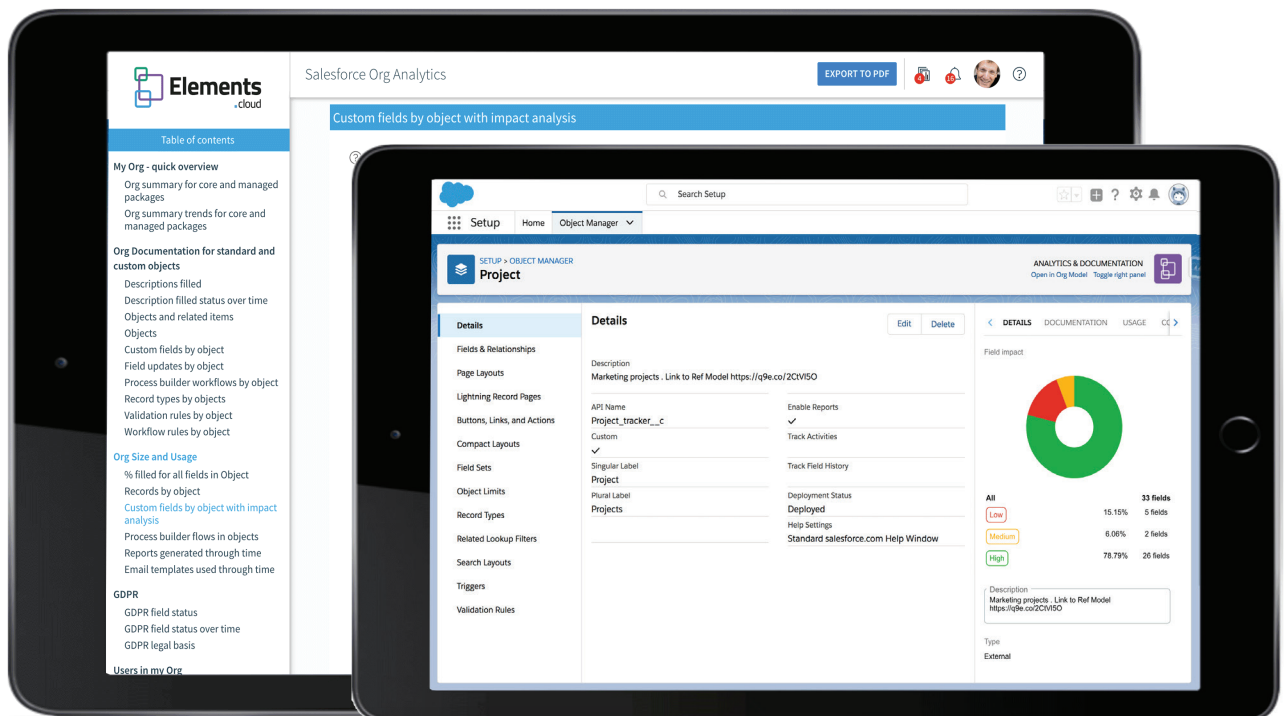 Elements
.cloud
Salesforce Org Analytics
EXPORT TO PDF
4
16
?
Table of contents
Custom fields by object with impact analysis
?
My Org - quick overview
Org summary for core and managed
packages
Org summary trends for core and
managed packages
Org Documentation for standard and
custom objects
Descriptions filled
Description filled status over time
Objects and related items
Objects
Custom fields by object
Field updates by object
Process builder workflows by object
Record types by objects
Validation rules by object
Workflow rules by object
Org Size and Usage
% filled for all fields in Object
Records by object
Custom fields by object with impact
analysis
Process builder flows in objects
Reports generated through time
Email templates used through time
GDPR
GDPR field status
GDPR field status over time
GDPR legal basis
Users in my Org
Search Setup
?
Setup
Home
Object Manager
SETUP > OBJECT MANAGER
Project
ANALYTICS & DOCUMENTATION
Open in Org Model Toggle right panel
Details
Fields & Relationships
Page Layouts
Lightning Record Pages
Buttons, Links, and Actions
Compact Layouts
Field Sets
Object Limits
Record Types
Related Lookup Filters
Search Layouts
Triggers
Validation Rules
Details
Edit
Delete
Description
Marketing projects . Link to Ref Model https://q9e.co/2CtVI5O
API Name
Project_tracker__c
Enable Reports
Custom
Track Activities
Singular Label
Project
Track Field History
Plural Label
Projects
Deployment Status
Deployed
Help Settings
Standard salesforce.com Help Window
DETAILS DOCUMENTATION USAGE
Field impact
All 33 fields
Low 15.15% 5 fields
Medium 6.06% 2 fields
High 78.79% 26 fields
Description
Marketing projects . Link to Ref Model
https://q9e.co/2CtVI5O
Type
External